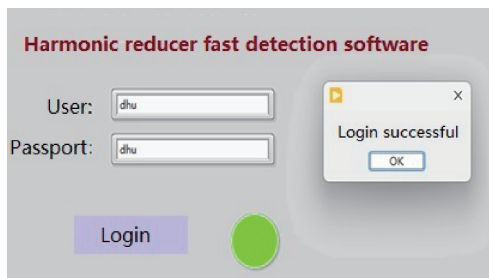 Harmonic reducer fast detection software
User: dhu
Passport: dhu
Login
Login successful
OK